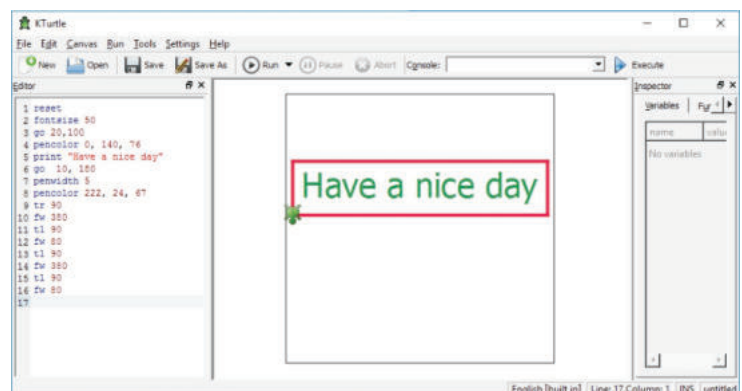 KTurtle
File Edit Canvas Run Tools Settings Help
New Open Save Save As Run Pause Abort Console: Execute
Editor
Inspector
1 reset
2 fontsize 50
3 go 20,100
4 pencolor 0, 140, 76
5 print "Have a nice day"
6 go 10, 180
7 penwidth 5
8 pencolor 222, 24, 67
9 tr 90
10 fw 380
11 tl 90
12 fw 80
13 tl 90
14 fw 380
15 tl 90
16 fw 80
17
Have a nice day
Variables
name valu
No variables
English [built in] Line: 17 Column: 1 INS untitled